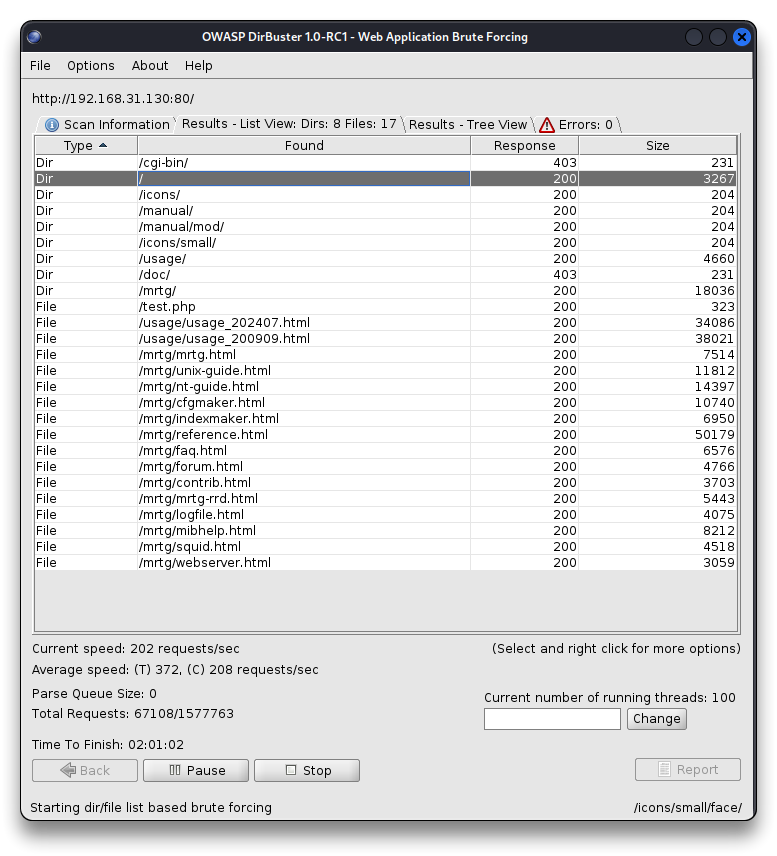 OWASP DirBuster 1.0-RC1 - Web Application Brute Forcing
File Options About Help
http://192.168.31.130:80/
Scan Information Results - List View: Dirs: 8 Files: 17 Results - Tree View Errors: 0
Type Found Response Size
Dir /cgi-bin/ 403 231
Dir / 200 3267
Dir /icons/ 200 204
Dir /manual/ 200 204
Dir /manual/mod/ 200 204
Dir /icons/small/ 200 204
Dir /usage/ 200 4660
Dir /doc/ 403 231
Dir /mrtg/ 200 18036
File /test.php 200 323
File /usage/usage_202407.html 200 34086
File /usage/usage_200909.html 200 38021
File /mrtg/mrtg.html 200 7514
File /mrtg/unix-guide.html 200 11812
File /mrtg/nt-guide.html 200 14397
File /mrtg/cfgmaker.html 200 10740
File /mrtg/indexmaker.html 200 6950
File /mrtg/reference.html 200 50179
File /mrtg/faq.html 200 6576
File /mrtg/forum.html 200 4766
File /mrtg/contrib.html 200 3703
File /mrtg/mrtg-rrd.html 200 5443
File /mrtg/logfile.html 200 4075
File /mrtg/mibhelp.html 200 8212
File /mrtg/squid.html 200 4518
File /mrtg/webserver.html 200 3059
Current speed: 202 requests/sec (Select and right click for more options)
Average speed: (T) 372, (C) 208 requests/sec
Parse Queue Size: 0 Current number of running threads: 100
Total Requests: 67108/1577763 Change
Time To Finish: 02:01:02
Back Pause Stop Report
Starting dir/file list based brute forcing /icons/small/face/